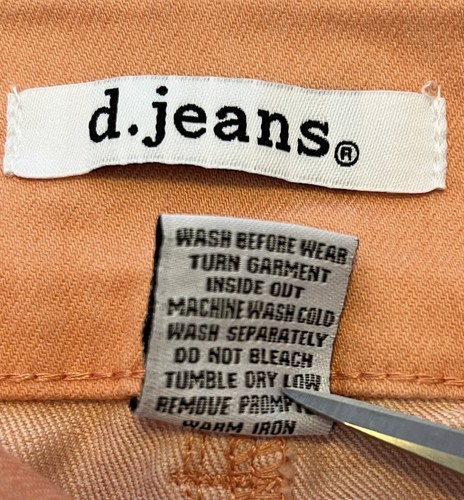 d.jeans®
WASH BEFORE WEAR
TURN GARMENT
INSIDE OUT
MACHINE WASH COLD
WASH SEPARATELY
DO NOT BLEACH
TUMBLE DRY LOW
REMOVE
WARM IRON